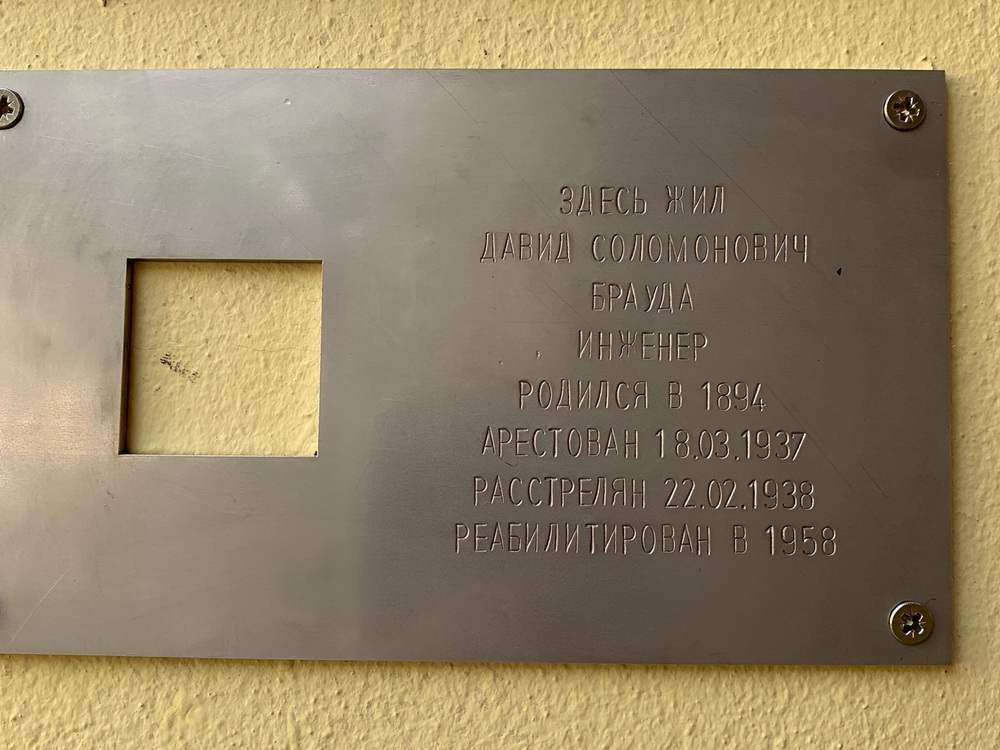 ЗДЕСЬ ЖИЛ
ДАВИД СОЛОМОНОВИЧ
БРАУДА
ИНЖЕНЕР
РОДИЛСЯ В 1894
АРЕСТОВАН 18.03.1937
РАССТРЕЛЯН 22.02.1938
РЕАБИЛИТИРОВАН В 1958